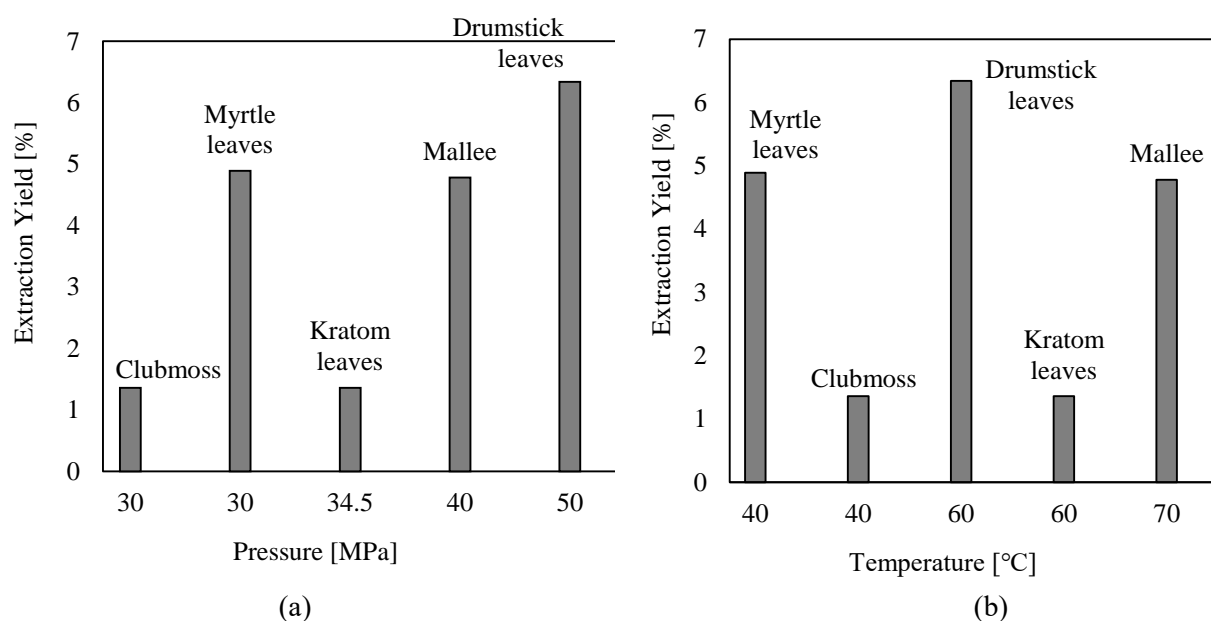 Extraction Yield [%]
7
6
5
4
3
2
1
0
Clubmoss
Myrtle
leaves
Kratom
leaves
Mallee
Drumstick
leaves
30
30
34.5
40
50
Pressure [MPa]
(a)
Extraction Yield [%]
7
6
5
4
3
2
1
0
Myrtle
leaves
Clubmoss
Drumstick
leaves
Kratom
leaves
Mallee
40
40
60
60
70
Temperature [°C]
(b)